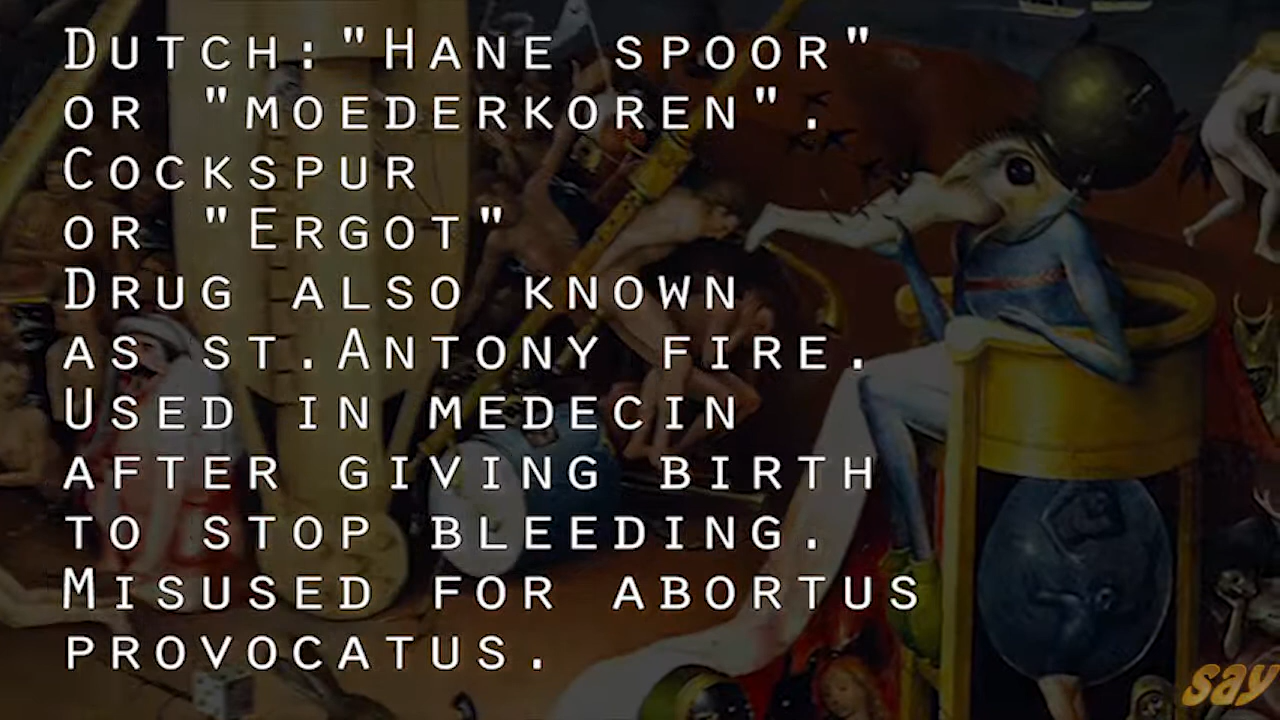 Dutch:"Hane spoor"
or "moederkoren".
Cockspur
or "Ergot"
Drug also known
as st.Antony fire.
Used in medecin
after giving birth
to stop bleeding.
Misused for abortus
provocatus.
say